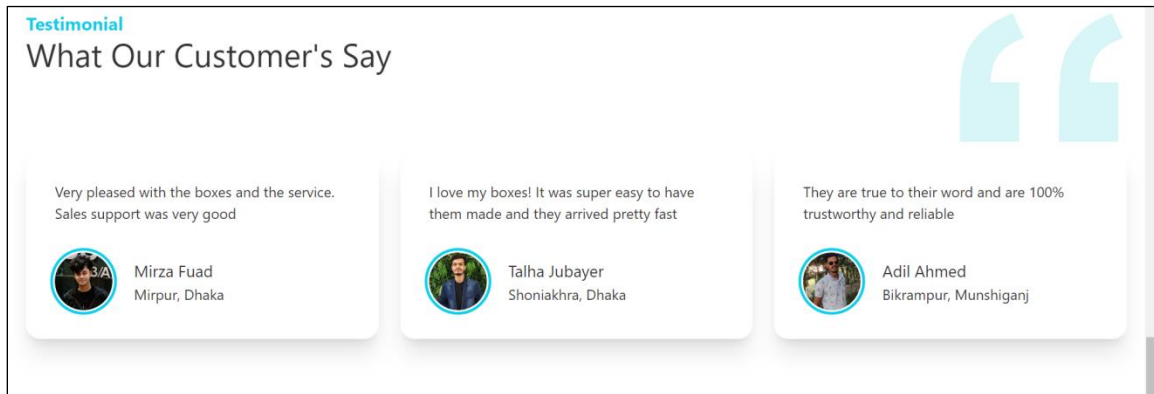 Testimonial
What Our Customer's Say
Very pleased with the boxes and the service.
Sales support was very good
3/A
Mirza Fuad
Mirpur, Dhaka
I love my boxes! It was super easy to have
them made and they arrived pretty fast
Talha Jubayer
Shoniakhra, Dhaka
They are true to their word and are 100%
trustworthy and reliable
Adil Ahmed
Bikrampur, Munshiganj